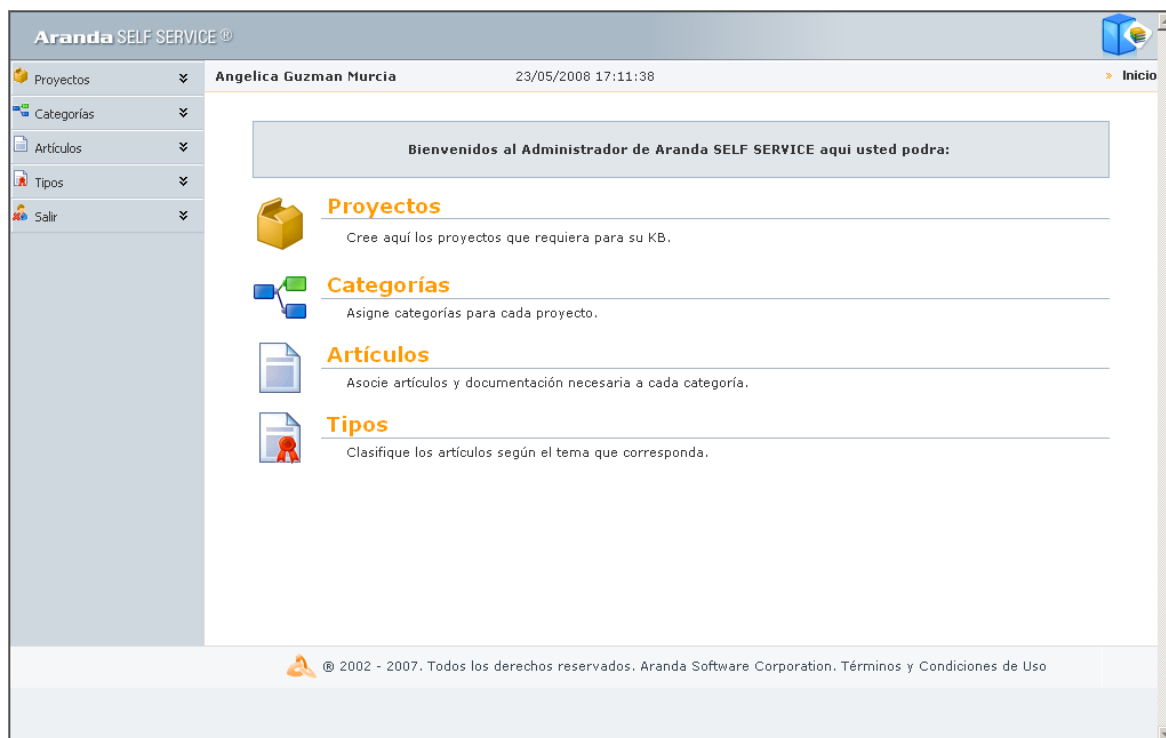 Aranda SELF SERVICE ®
Proyectos
Categorías
Artículos
Tipos
Salir
Angelica Guzman Murcia 23/05/2008 17:11:38 » Inicio
Bienvenidos al Administrador de Aranda SELF SERVICE aqui usted podra:
Proyectos
Cree aquí los proyectos que requiera para su KB.
Categorías
Asigne categorías para cada proyecto.
Artículos
Asocie artículos y documentación necesaria a cada categoría.
Tipos
Clasifique los artículos según el tema que corresponda.
® 2002 - 2007. Todos los derechos reservados. Aranda Software Corporation. Términos y Condiciones de Uso